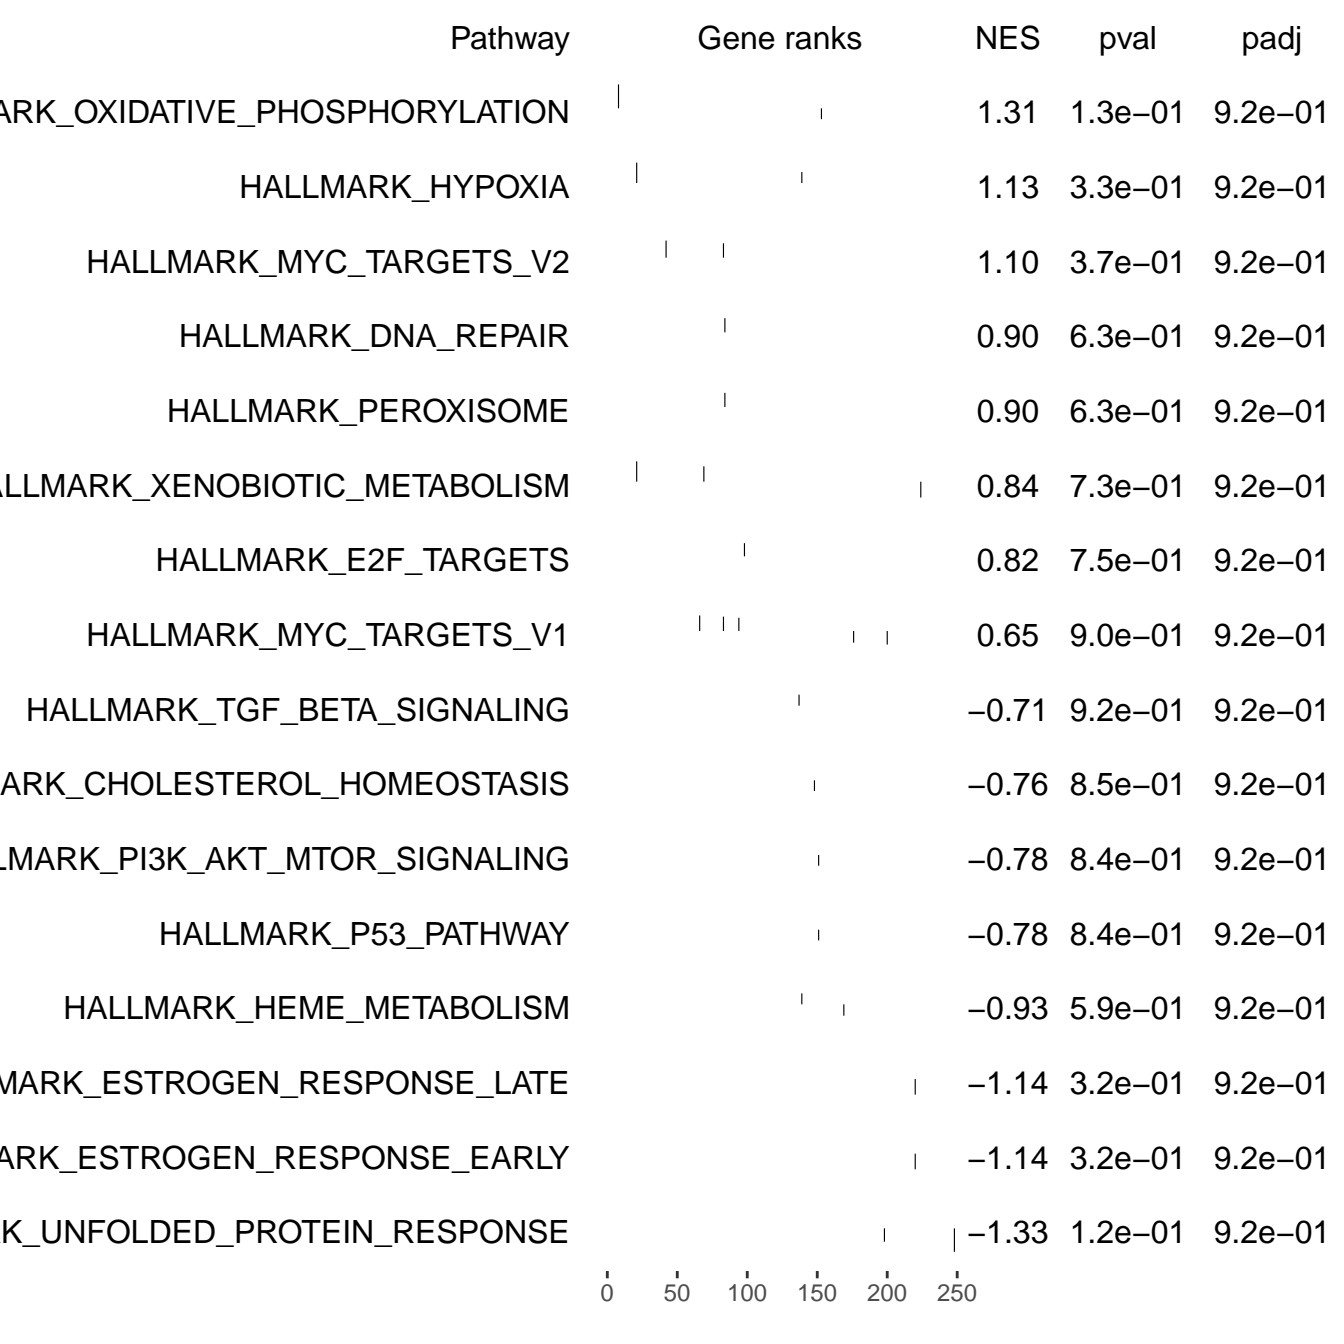 Pathway Gene ranks NES pval padj
ARK_OXIDATIVE_PHOSPHORYLATION 1.31 1.3e−01 9.2e−01
HALLMARK_HYPOXIA 1.13 3.3e−01 9.2e−01
HALLMARK_MYC_TARGETS_V2 1.10 3.7e−01 9.2e−01
HALLMARK_DNA_REPAIR 0.90 6.3e−01 9.2e−01
HALLMARK_PEROXISOME 0.90 6.3e−01 9.2e−01
ALLMARK_XENOBIOTIC_METABOLISM 0.84 7.3e−01 9.2e−01
HALLMARK_E2F_TARGETS 0.82 7.5e−01 9.2e−01
HALLMARK_MYC_TARGETS_V1 0.65 9.0e−01 9.2e−01
HALLMARK_TGF_BETA_SIGNALING −0.71 9.2e−01 9.2e−01
ARK_CHOLESTEROL_HOMEOSTASIS −0.76 8.5e−01 9.2e−01
LMARK_PI3K_AKT_MTOR_SIGNALING −0.78 8.4e−01 9.2e−01
HALLMARK_P53_PATHWAY −0.78 8.4e−01 9.2e−01
HALLMARK_HEME_METABOLISM −0.93 5.9e−01 9.2e−01
MARK_ESTROGEN_RESPONSE_LATE −1.14 3.2e−01 9.2e−01
ARK_ESTROGEN_RESPONSE_EARLY −1.14 3.2e−01 9.2e−01
K_UNFOLDED_PROTEIN_RESPONSE −1.33 1.2e−01 9.2e−01
0 50 100 150 200 250